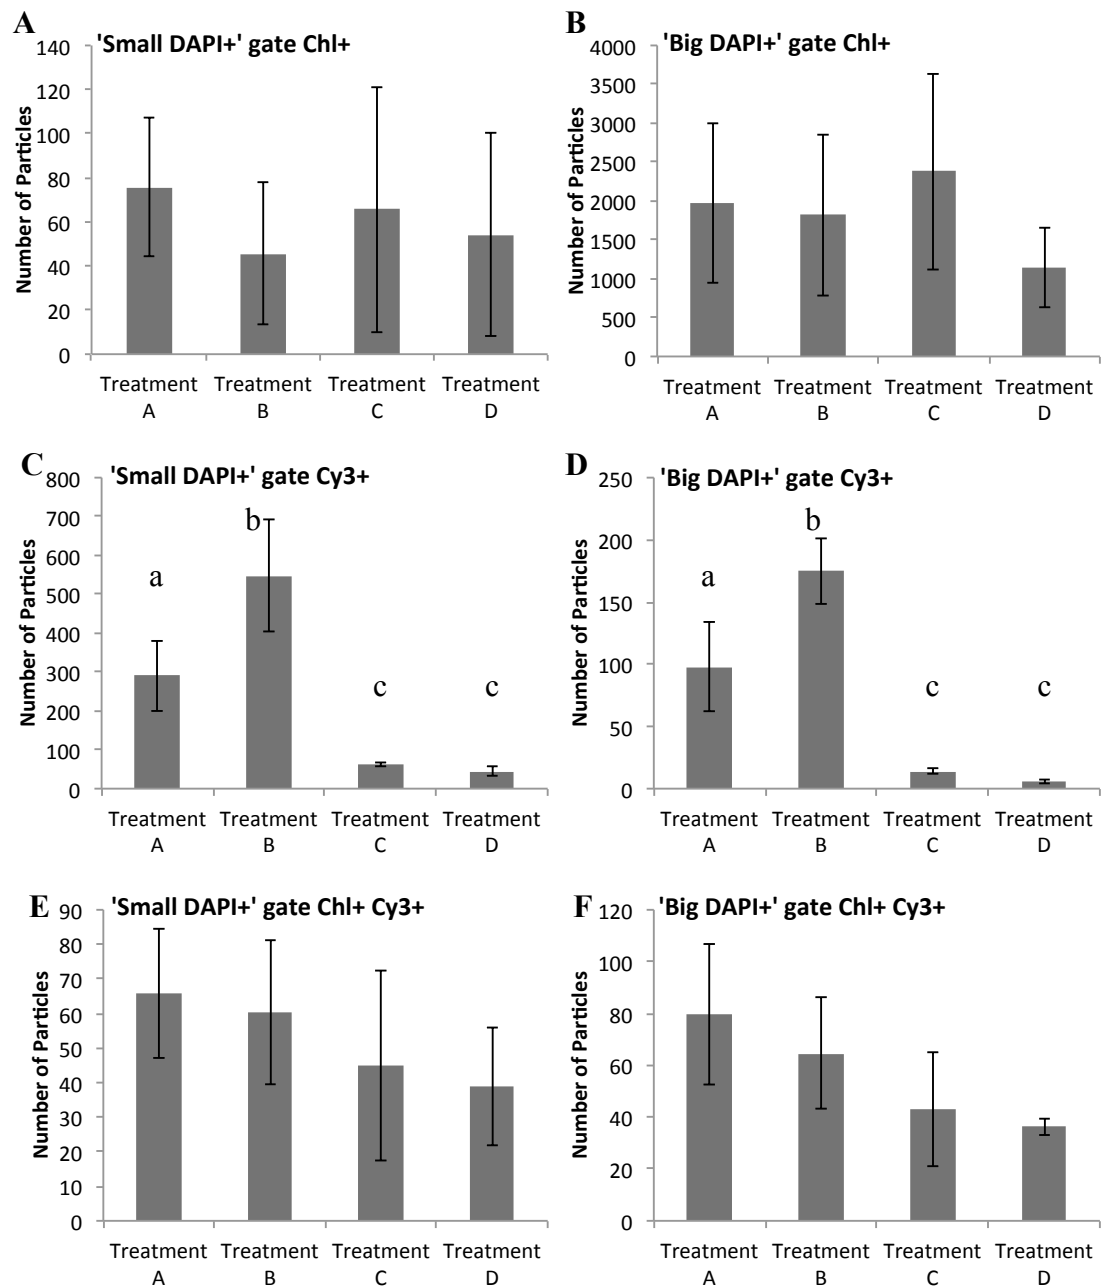 A
'Small DAPI+' gate Chl+
Number of Particles
140
120
100
80
60
40
20
0
Treatment Treatment Treatment Treatment
A B C D
B
'Big DAPI+' gate Chl+
Number of Particles
4000
3500
3000
2500
2000
1500
1000
500
0
Treatment Treatment Treatment Treatment
A B C D
C
'Small DAPI+' gate Cy3+
Number of Particles
800
700
600
500
400
300
200
100
0
a b c c
Treatment Treatment Treatment Treatment
A B C D
D
'Big DAPI+' gate Cy3+
Number of Particles
250
200
150
100
50
0
a b c c
Treatment Treatment Treatment Treatment
A B C D
E
'Small DAPI+' gate Chl+ Cy3+
Number of Particles
90
80
70
60
50
40
30
20
10
0
Treatment Treatment Treatment Treatment
A B C D
F
'Big DAPI+' gate Chl+ Cy3+
Number of Particles
120
100
80
60
40
20
0
Treatment Treatment Treatment Treatment
A B C D